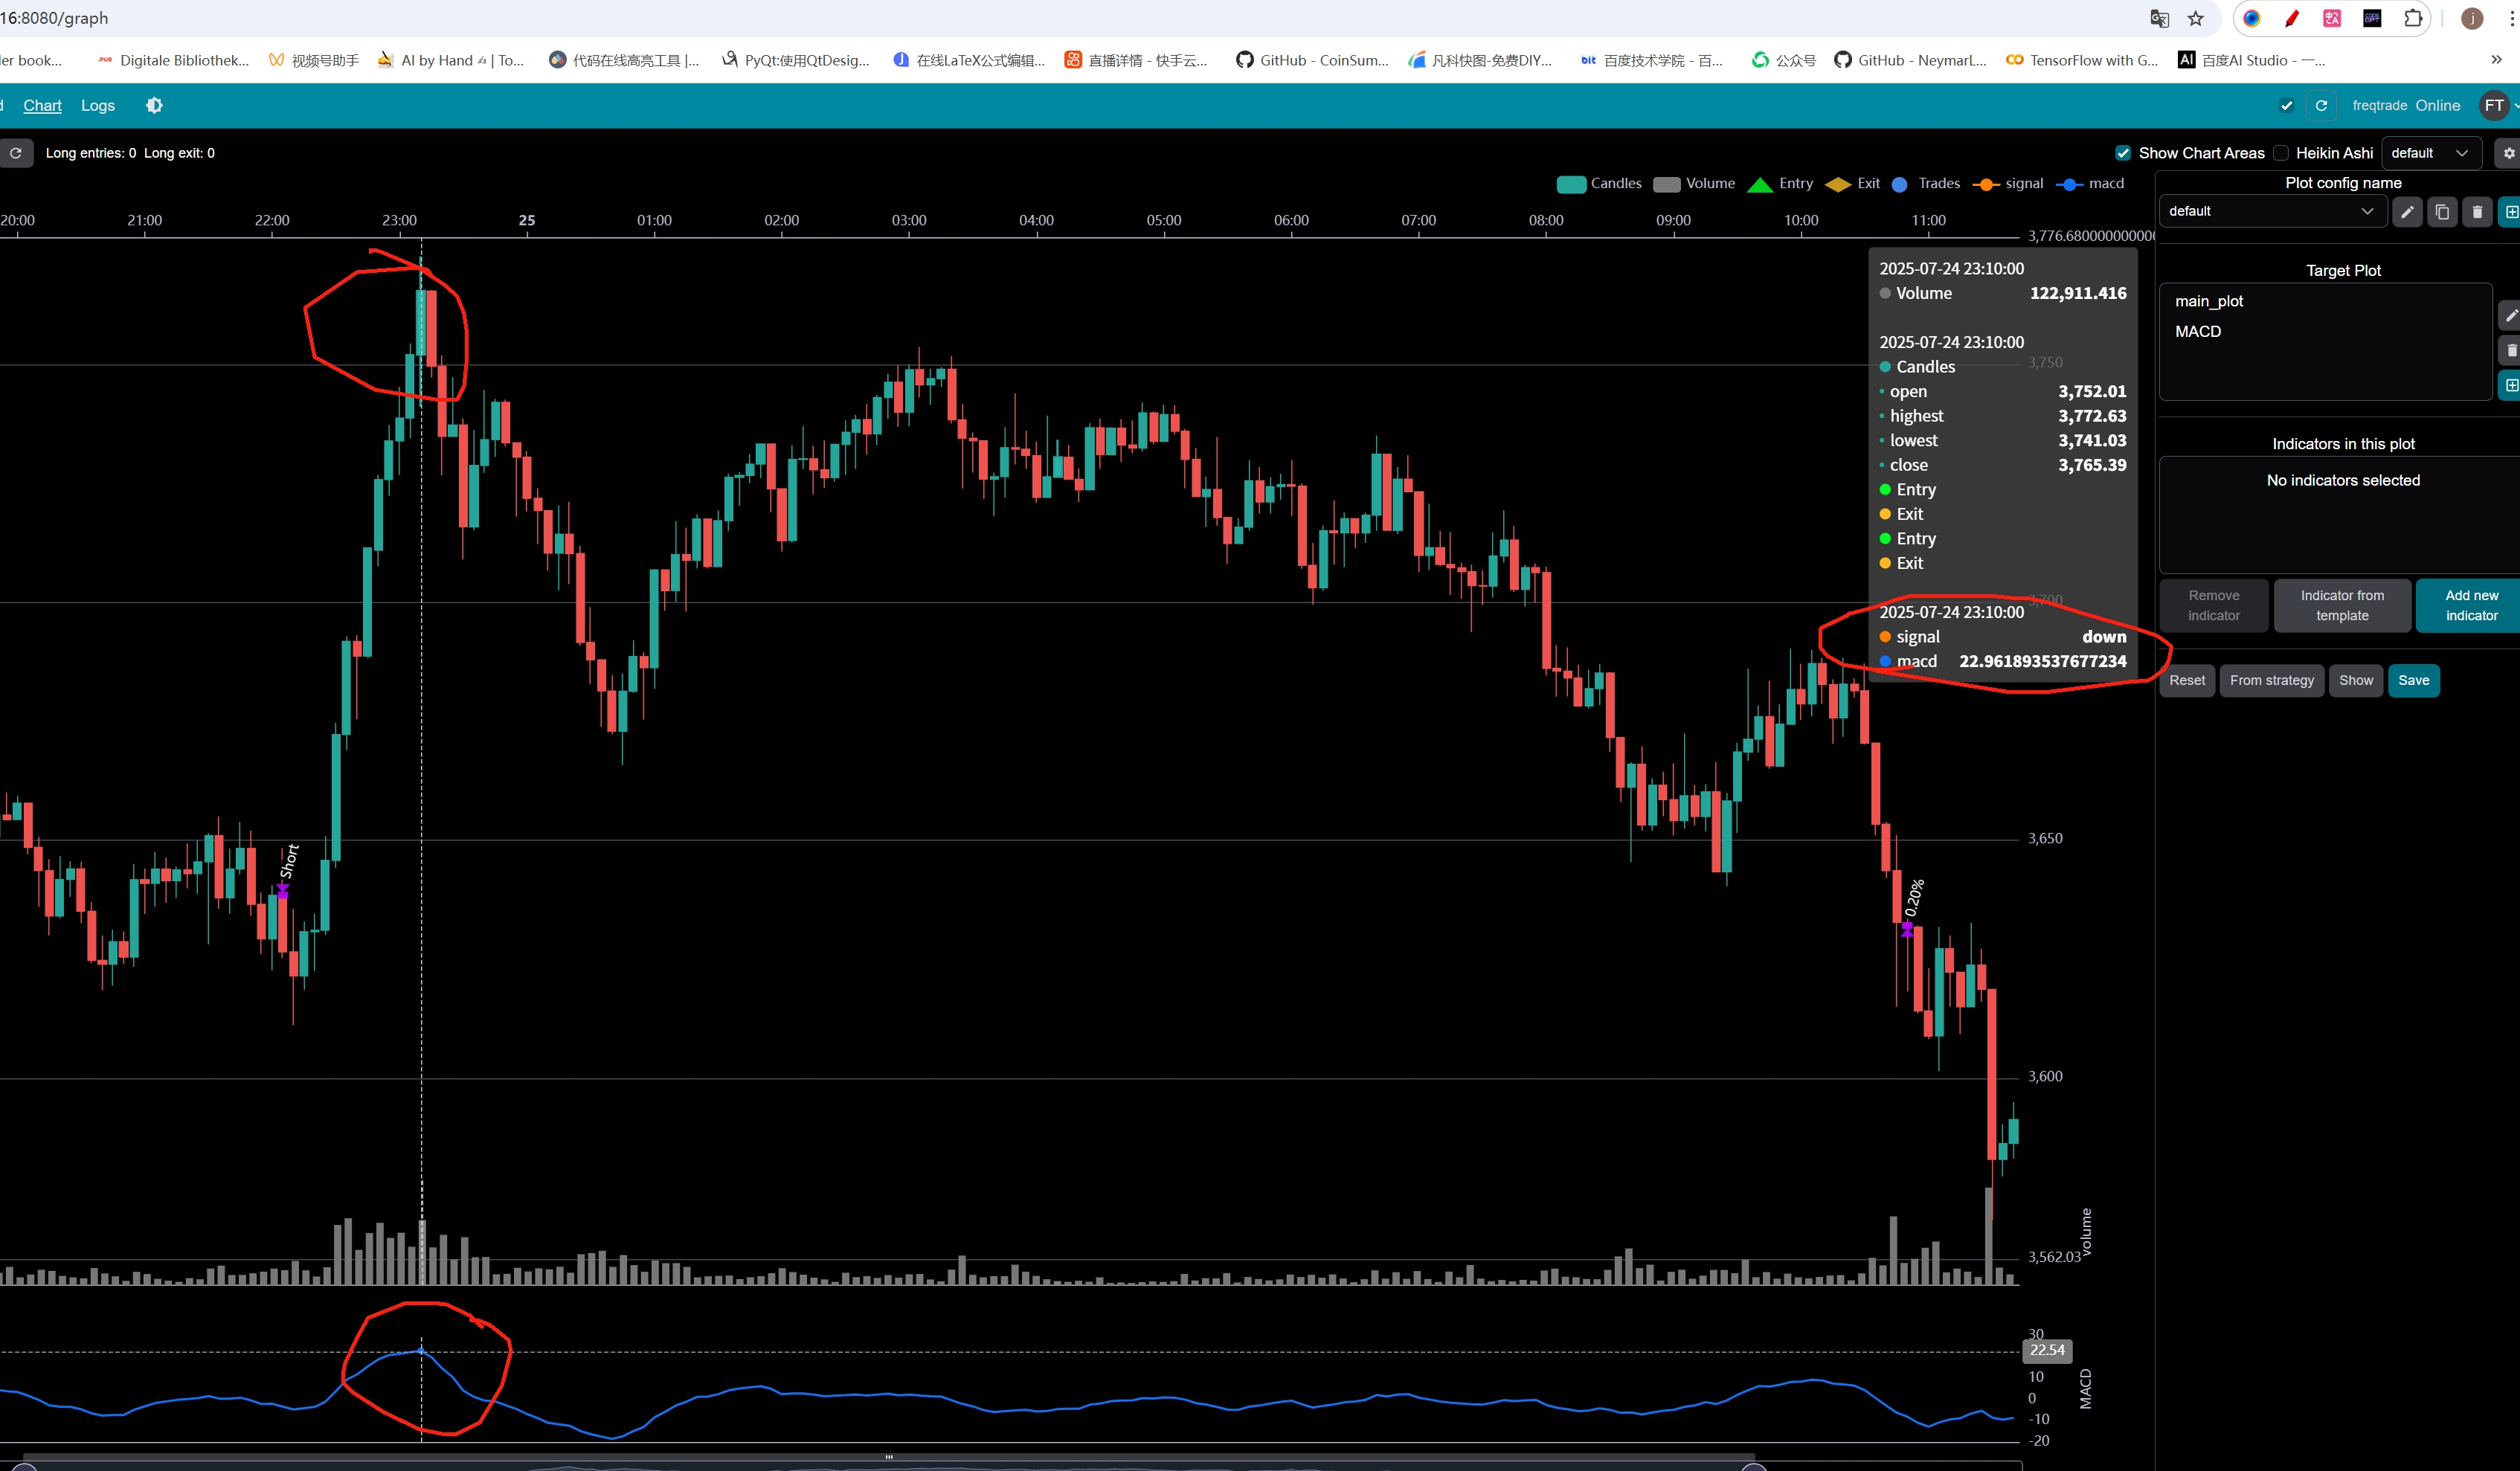 16:8080/graph
er book...
Digitale Bibliothek...
视频号助手
AI by Hand ✍ | To...
代码在线高亮工具 |...
PyQt:使用QtDesig...
在线LaTeX公式编辑...
直播详情 - 快手云...
GitHub - CoinSum...
凡科快图-免费DIY...
百度技术学院 - 百...
公众号
GitHub - NeymarL...
TensorFlow with G...
百度AI Studio - 一...
Chart
Logs
freqtrade Online
FT
Long entries: 0 Long exit: 0
Show Chart Areas
Heikin Ashi
default
Candles
Volume
Entry
Exit
Trades
signal
macd
Plot config name
default
20:00
21:00
22:00
23:00
25
01:00
02:00
03:00
04:00
05:00
06:00
07:00
08:00
09:00
10:00
11:00
3,776.680000000000
2025-07-24 23:10:00
Volume 122,911.416
2025-07-24 23:10:00
Candles
open 3,752.01
highest 3,772.63
lowest 3,741.03
close 3,765.39
Entry
Exit
Entry
Exit
2025-07-24 23:10:00
signal down
macd 22.961893537677234
3,750
3,700
3,650
3,600
3,562.03
volume
Short
0.20%
30
22.54
10
0
-10
-20
MACD
Target Plot
main_plot
MACD
Indicators in this plot
No indicators selected
Remove
indicator
Indicator from
template
Add new
indicator
Reset
From strategy
Show
Save